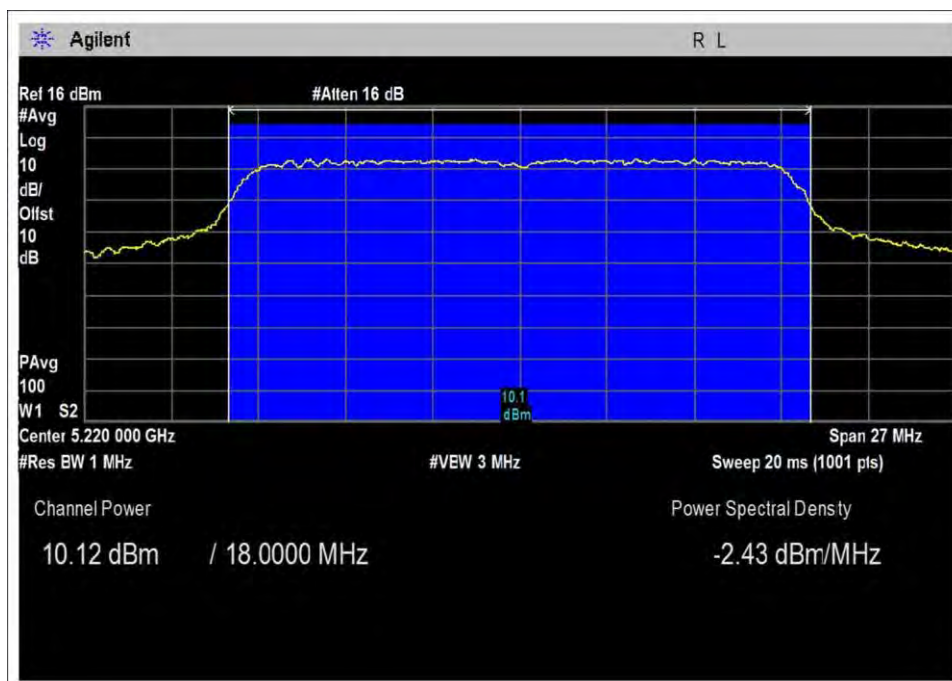 Agilent R L
Ref 16 dBm #Atten 16 dB
#Avg
Log
10
dB/
Offst
10
dB
PAvg
100
10.1
dBm
W1 S2
Center 5.220 000 GHz Span 27 MHz
#Res BW 1 MHz #VBW 3 MHz Sweep 20 ms (1001 pts)
Channel Power Power Spectral Density
10.12 dBm / 18.0000 MHz -2.43 dBm/MHz